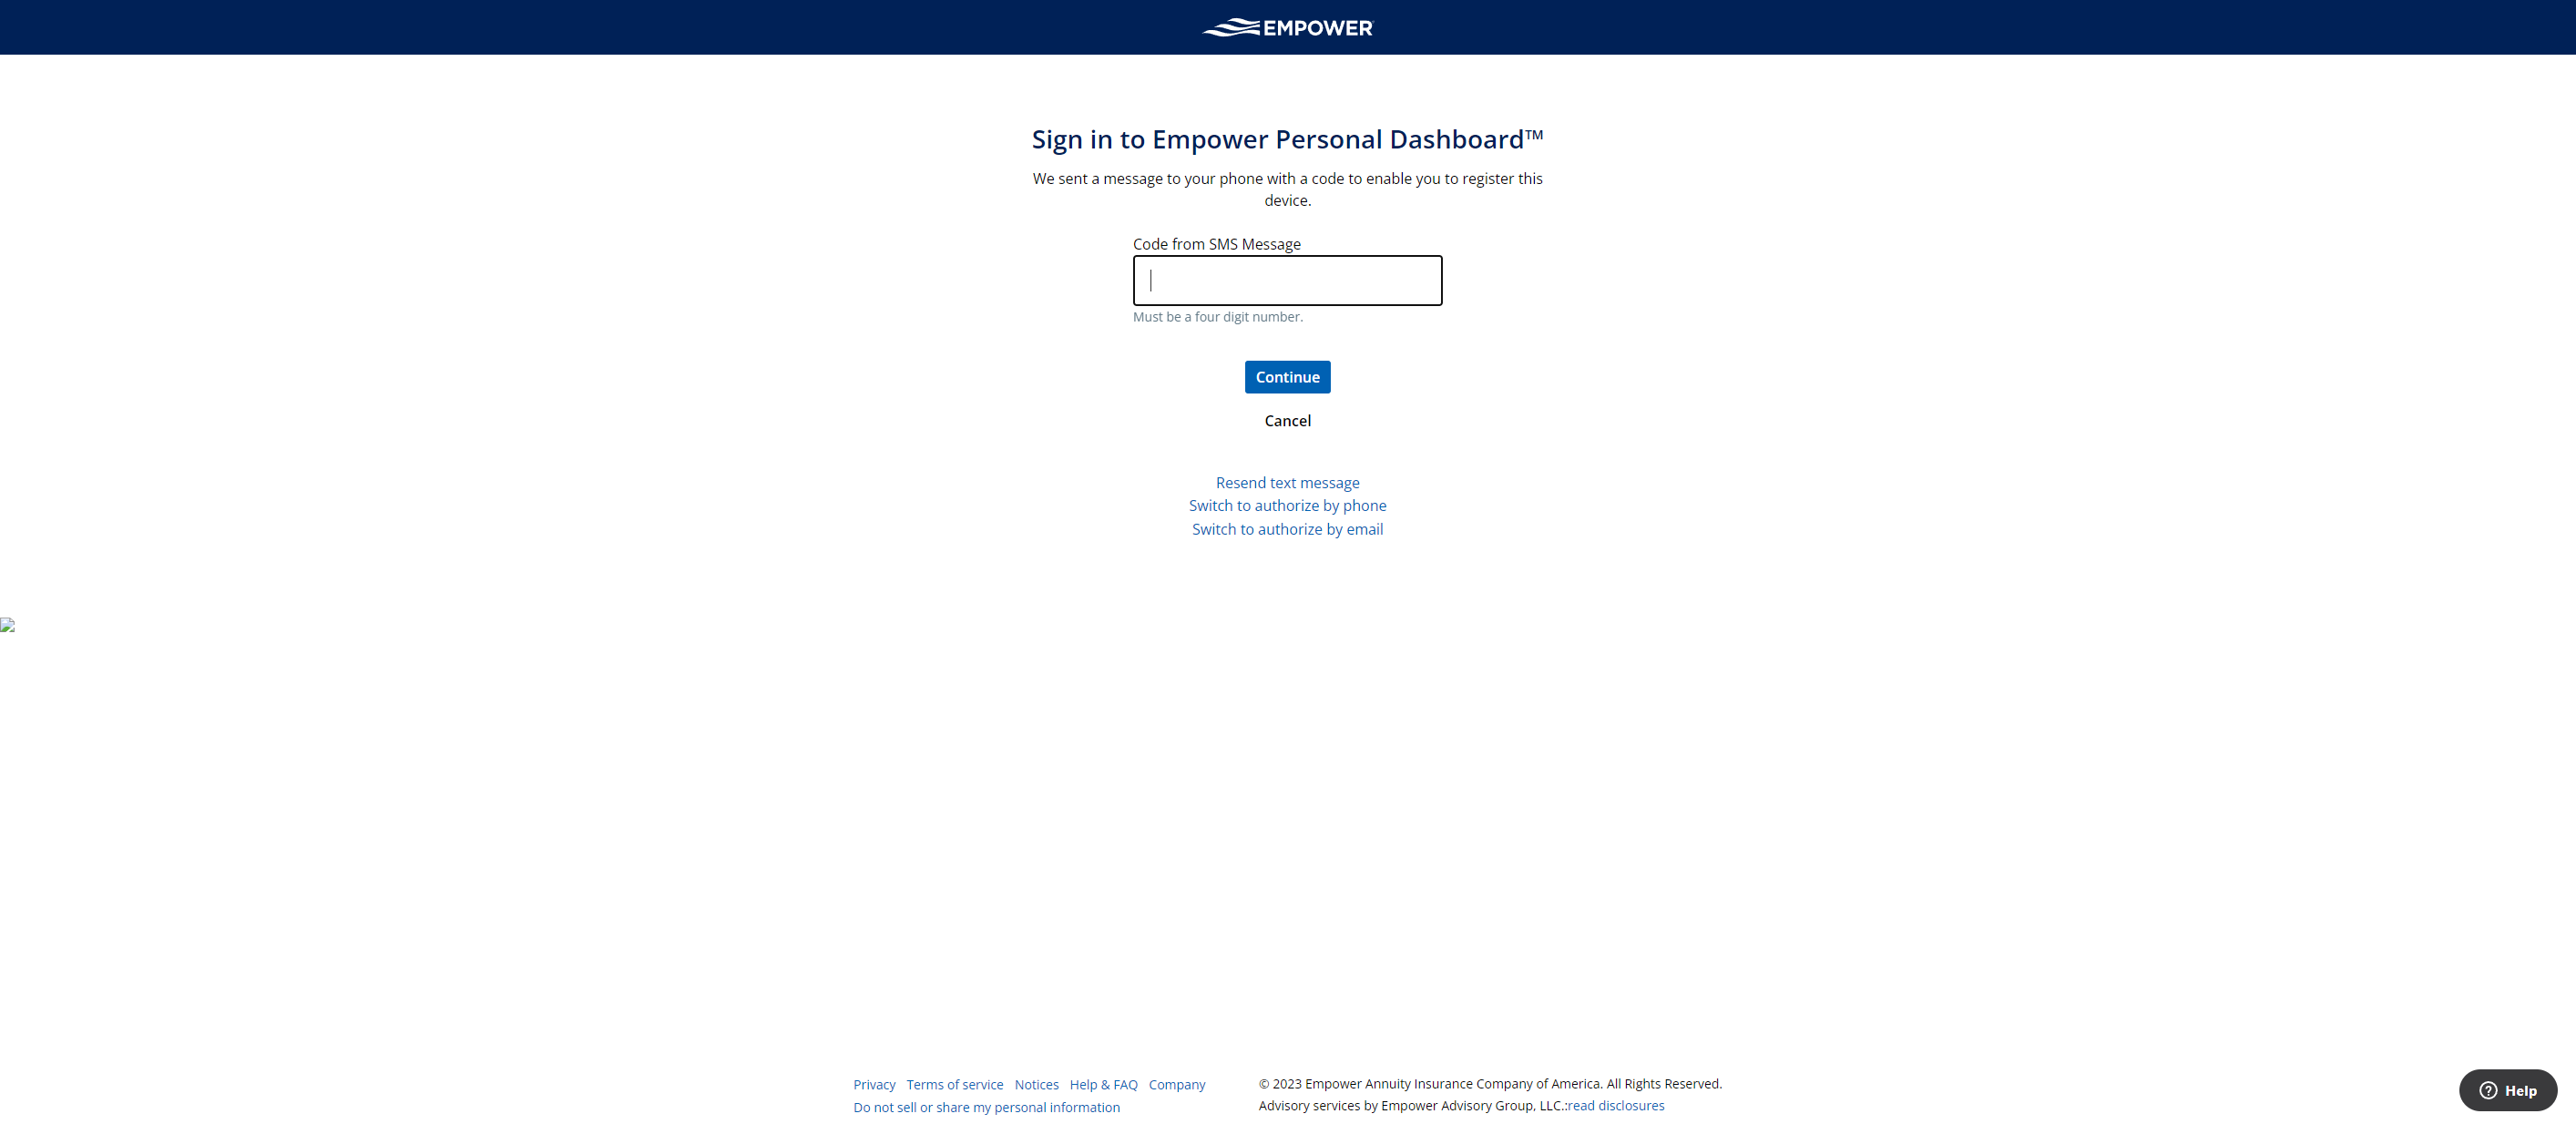 EMPOWER
Sign in to Empower Personal Dashboard™
We sent a message to your phone with a code to enable you to register this
device.
Code from SMS Message
Must be a four digit number.
Continue
Cancel
Resend text message
Switch to authorize by phone
Switch to authorize by email
Privacy Terms of service Notices Help & FAQ Company
Do not sell or share my personal information
© 2023 Empower Annuity Insurance Company of America. All Rights Reserved.
Advisory services by Empower Advisory Group, LLC.:read disclosures
Help